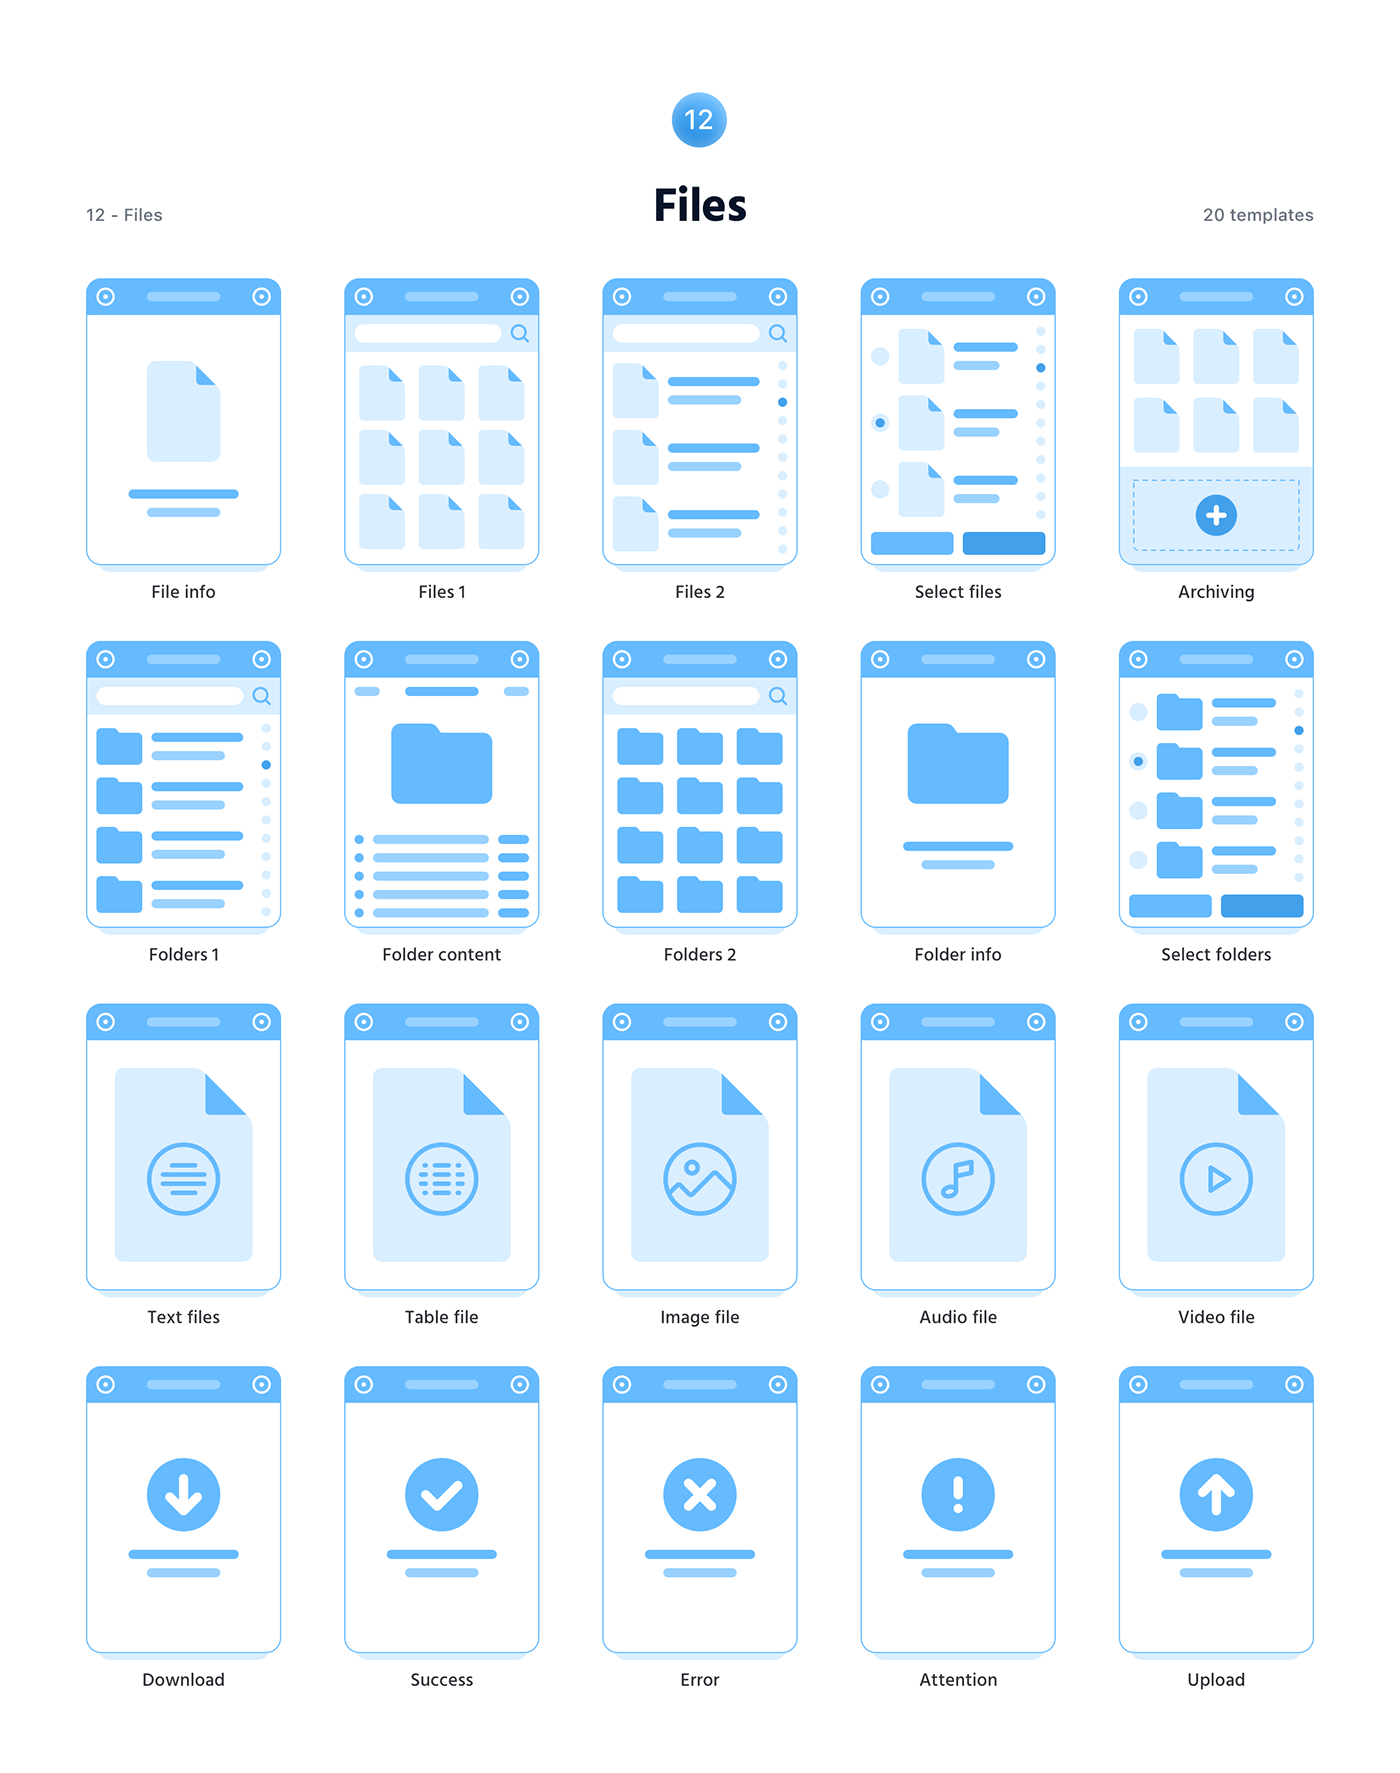 12
Files
12 - Files
20 templates
File info
Files 1
Files 2
Select files
Archiving
Folders 1
Folder content
Folders 2
Folder info
Select folders
Text files
Table file
Image file
Audio file
Video file
Download
Success
Error
Attention
Upload